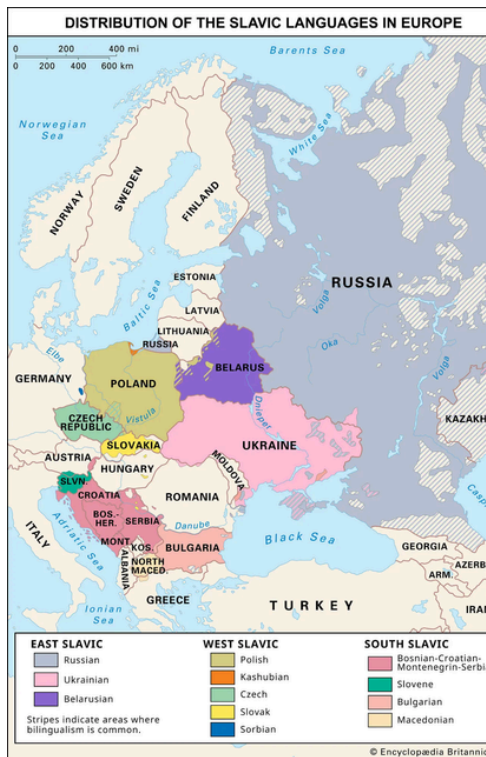 DISTRIBUTION OF THE SLAVIC LANGUAGES IN EUROPE
0 200 400 mi
0 200 400 600 km
Barents Sea
White Sea
Norwegian
Sea
NORWAY
SWEDEN
FINLAND
RUSSIA
ESTONIA
Baltic Sea
LATVIA
Volga
LITHUANIA
Oka
RUSSIA
Volga
Elbe
BELARUS
GERMANY
POLAND
Dnieper
CZECH
REPUBLIC
Vistula
KAZAKH
SLOVAKIA
UKRAINE
AUSTRIA
HUNGARY
MOLDOVA
SLVN.
CROATIA
ROMANIA
Casp
BOS.-
HER.
SERBIA
ITALY
Adriatic Sea
Danube
MONT.
KOS.
BULGARIA
Black Sea
ALBANIA
NORTH
MACED.
GEORGIA
ARM.
AZERB
Ionian
Sea
GREECE
TURKEY
IRAN
EAST SLAVIC
Russian
Ukrainian
Belarusian
Stripes indicate areas where
bilingualism is common.
WEST SLAVIC
Polish
Kashubian
Czech
Slovak
Sorbian
SOUTH SLAVIC
Bosnian-Croatian-
Montenegrin-Serbia
Slovene
Bulgarian
Macedonian
© Encyclopædia Britannic